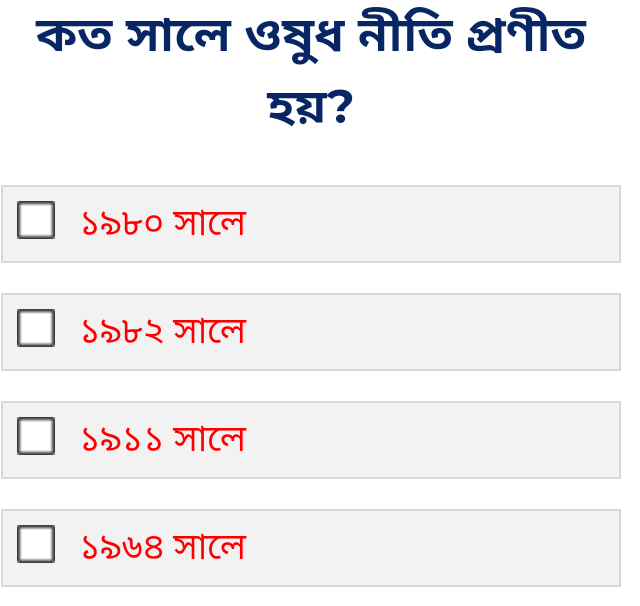 কত সালে ওষুধ নীতি প্রণীত
হয়?
১৯৮০ সালে
১৯৮২ সালে
১৯১১ সালে
১৯৬৪ সালে